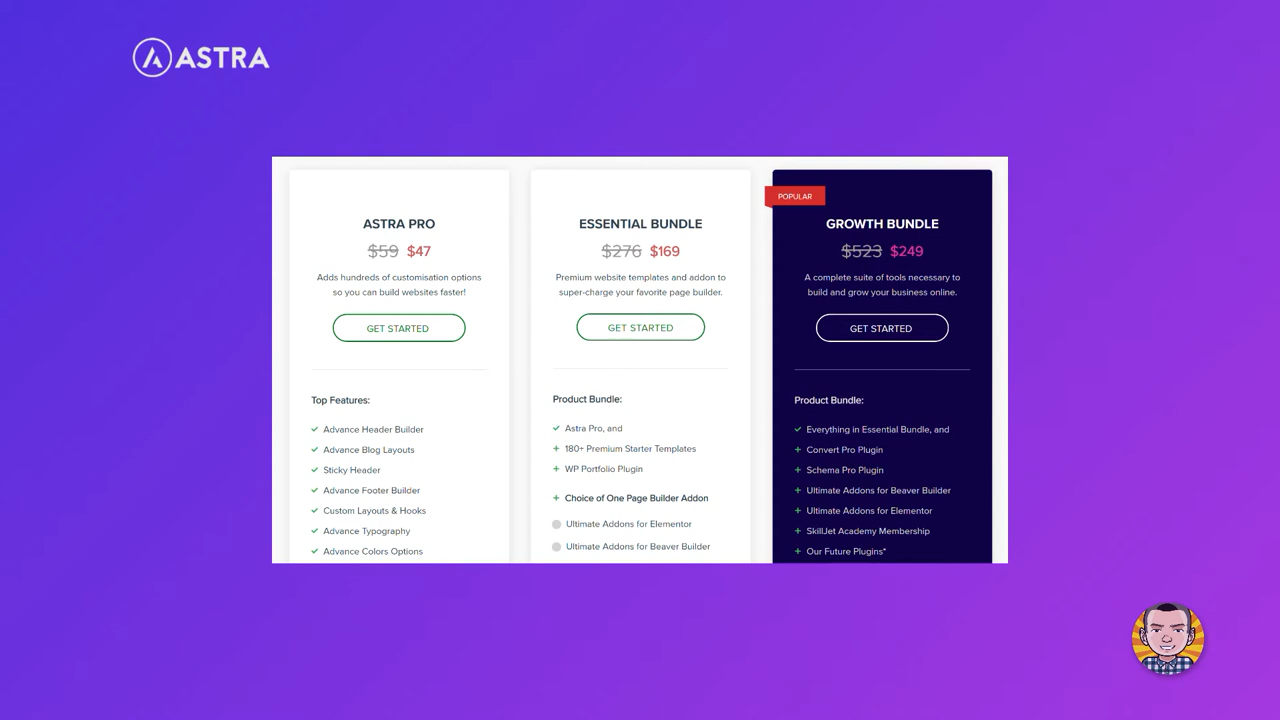 ASTRA
ASTRA PRO
$59 $47
Adds hundreds of customisation options
so you can build websites faster!
GET STARTED
Top Features:
Advance Header Builder
Advance Blog Layouts
Sticky Header
Advance Footer Builder
Custom Layouts & Hooks
Advance Typography
Advance Colors Options
ESSENTIAL BUNDLE
$276 $169
Premium website templates and addon to
super-charge your favorite page builder.
GET STARTED
Product Bundle:
Astra Pro, and
+ 180+ Premium Starter Templates
+ WP Portfolio Plugin
+ Choice of One Page Builder Addon
Ultimate Addons for Elementor
Ultimate Addons for Beaver Builder
POPULAR
GROWTH BUNDLE
$523 $249
A complete suite of tools necessary to
build and grow your business online.
GET STARTED
Product Bundle:
Everything in Essential Bundle, and
+ Convert Pro Plugin
+ Schema Pro Plugin
+ Ultimate Addons for Beaver Builder
+ Ultimate Addons for Elementor
+ SkillJet Academy Membership
+ Our Future Plugins*